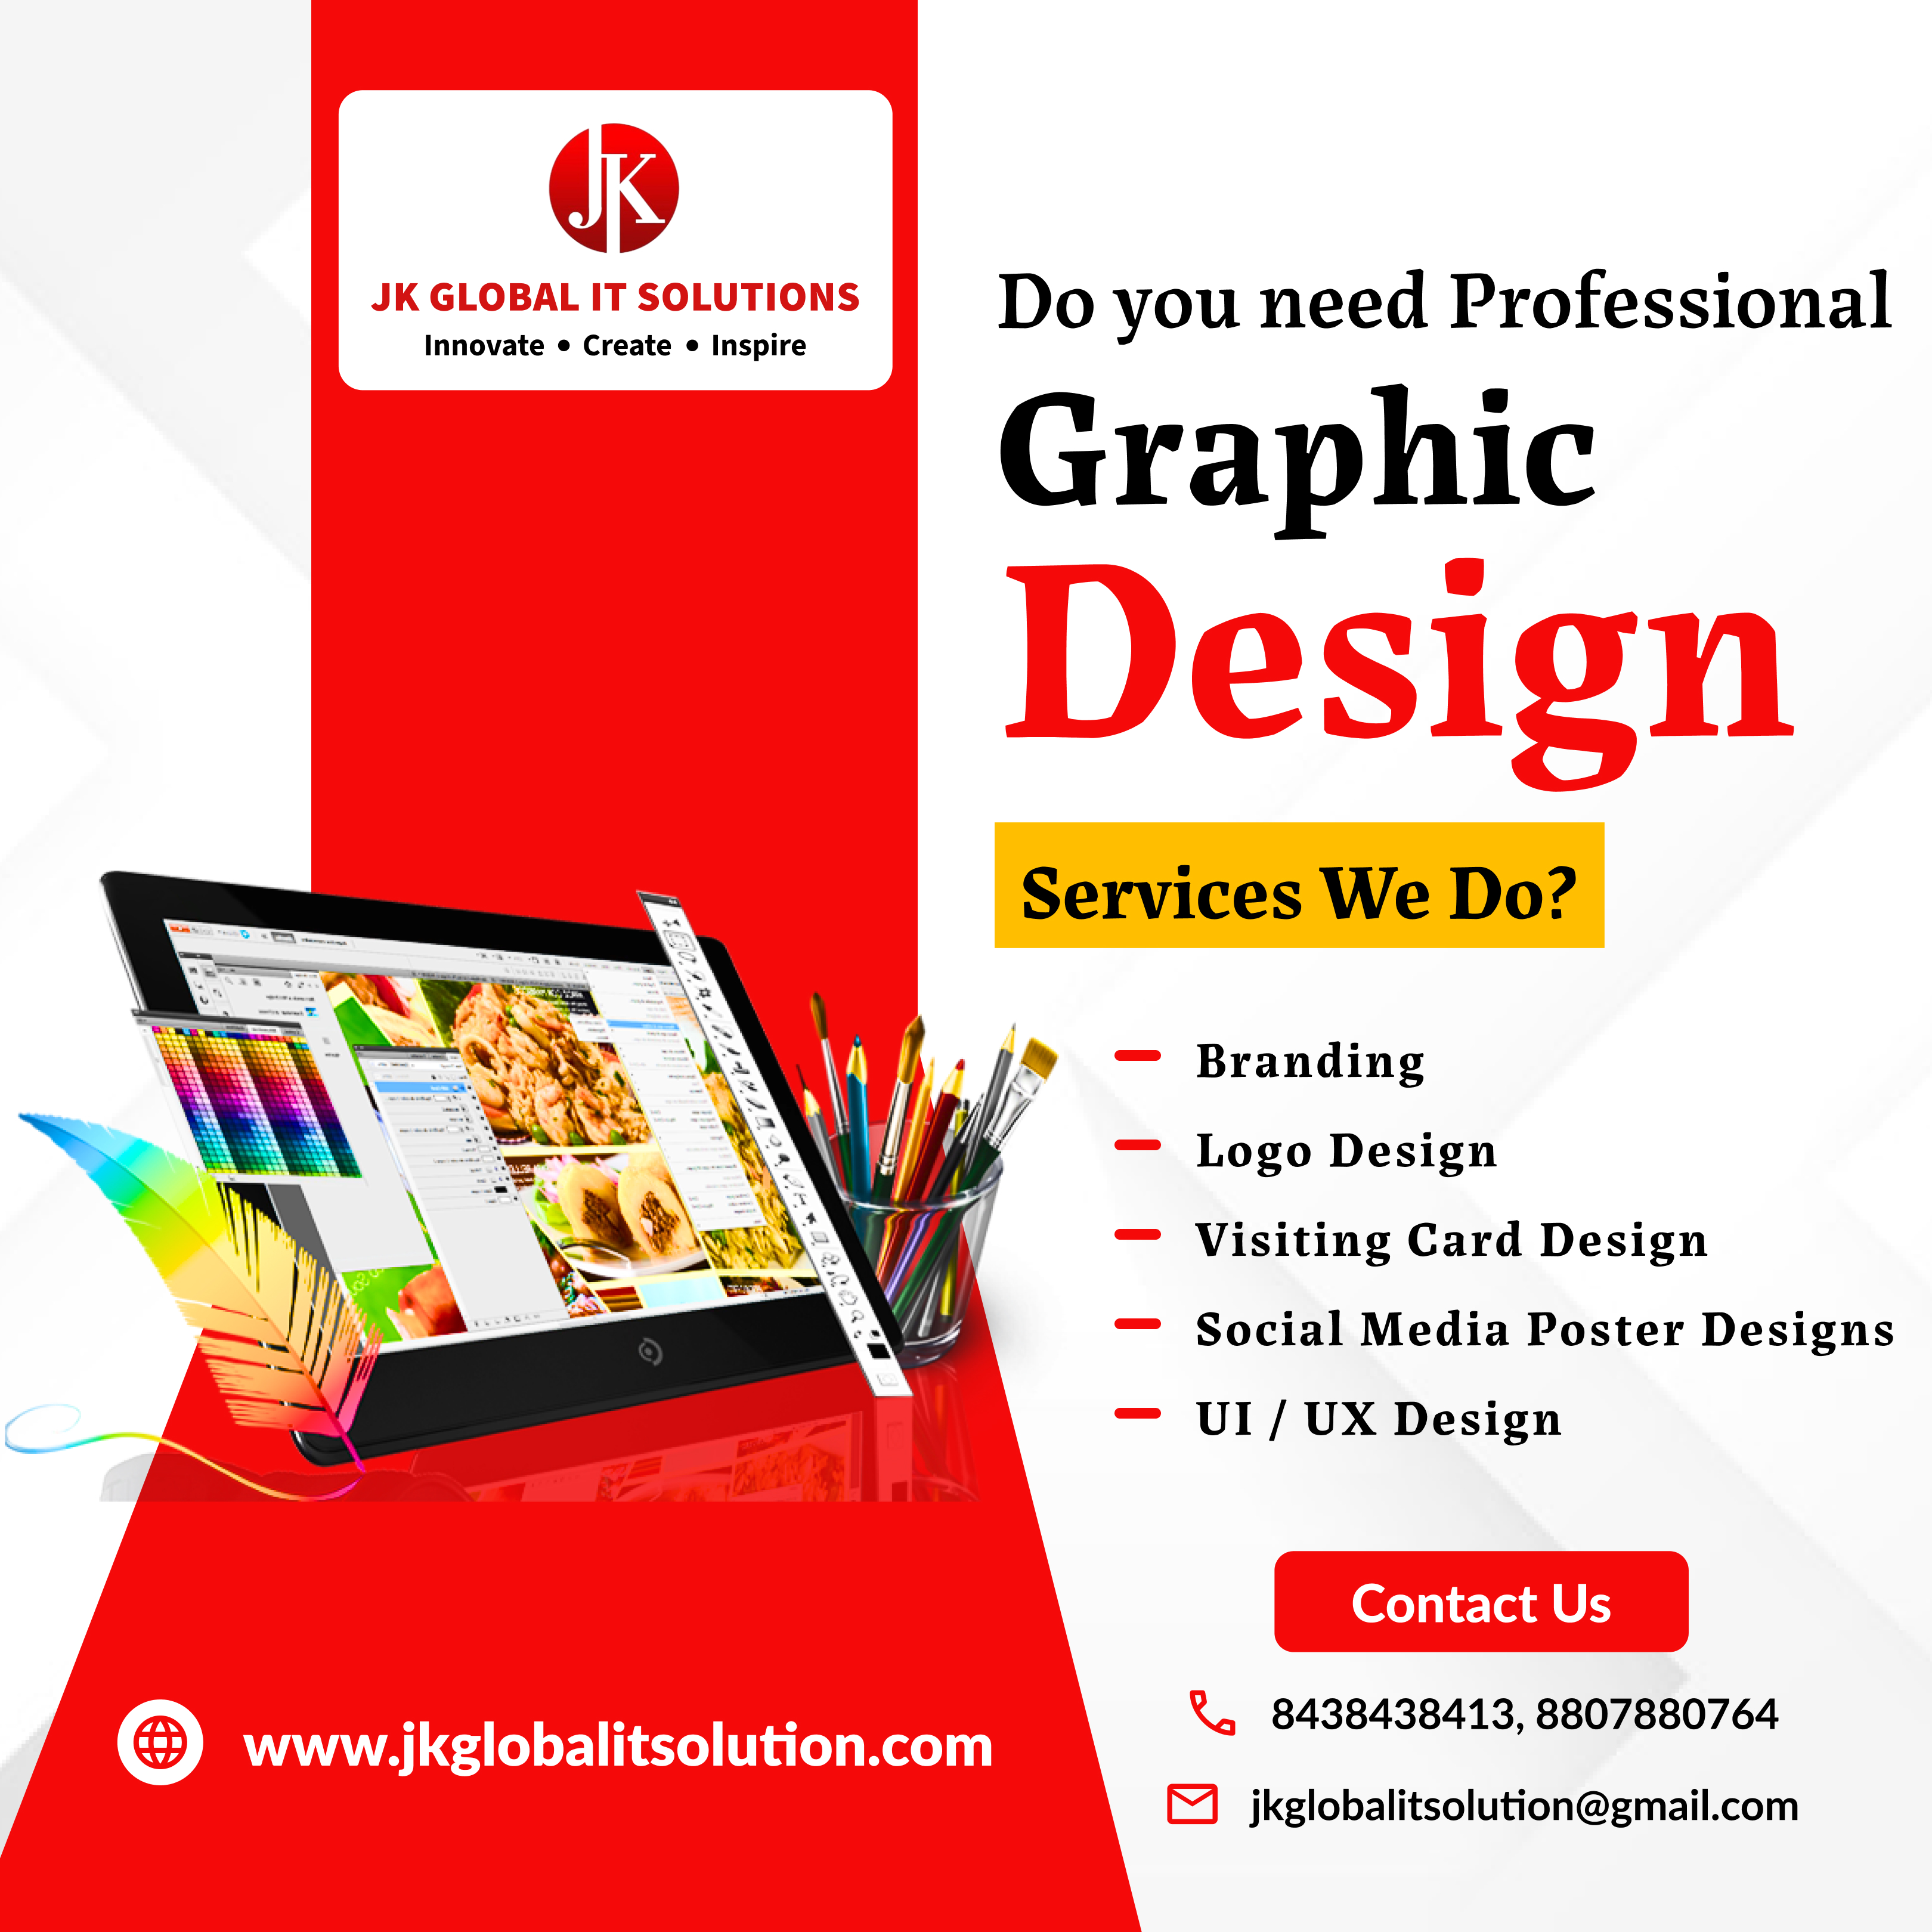 JK
JK GLOBAL IT SOLUTIONS
Innovate • Create • Inspire
Do you need Professional
Graphic
Design
Services We Do?
Branding
Logo Design
Visiting Card Design
Social Media Poster Designs
UI / UX Design
Contact Us
8438438413, 8807880764
jkglobalitsolution@gmail.com
www.jkglobalitsolution.com